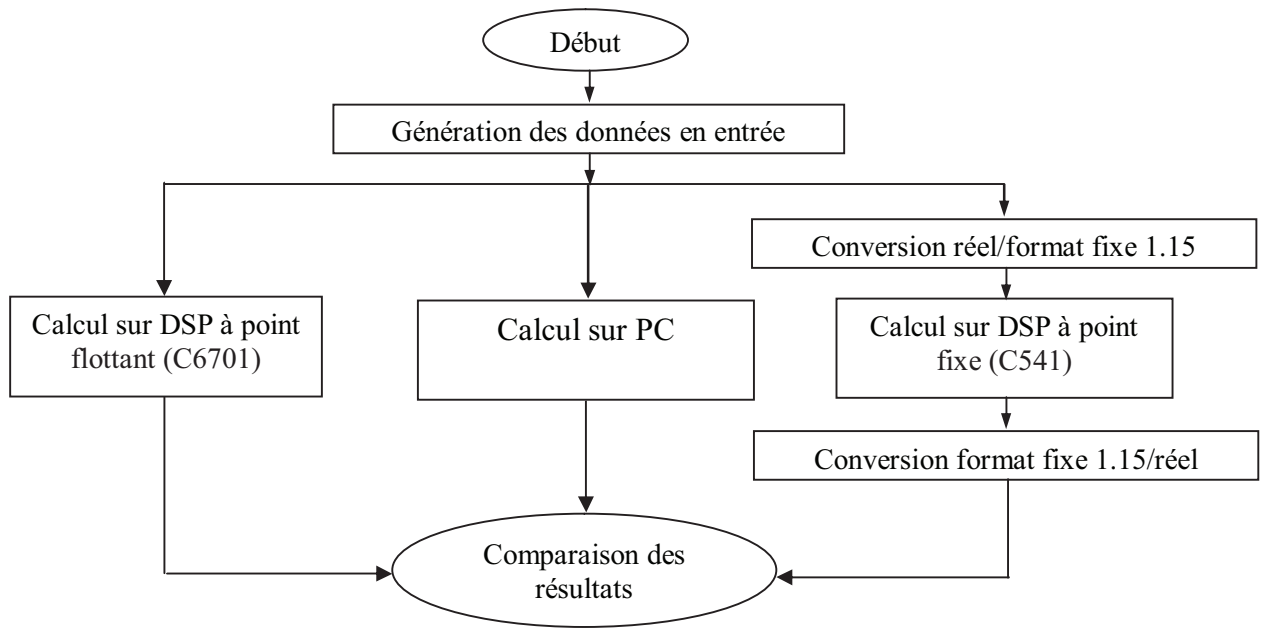 Début
Génération des données en entrée
Conversion réel/format fixe 1.15
Calcul sur DSP à point
flottant (C6701)
Calcul sur PC
Calcul sur DSP à point
fixe (C541)
Conversion format fixe 1.15/réel
Comparaison des
résultats